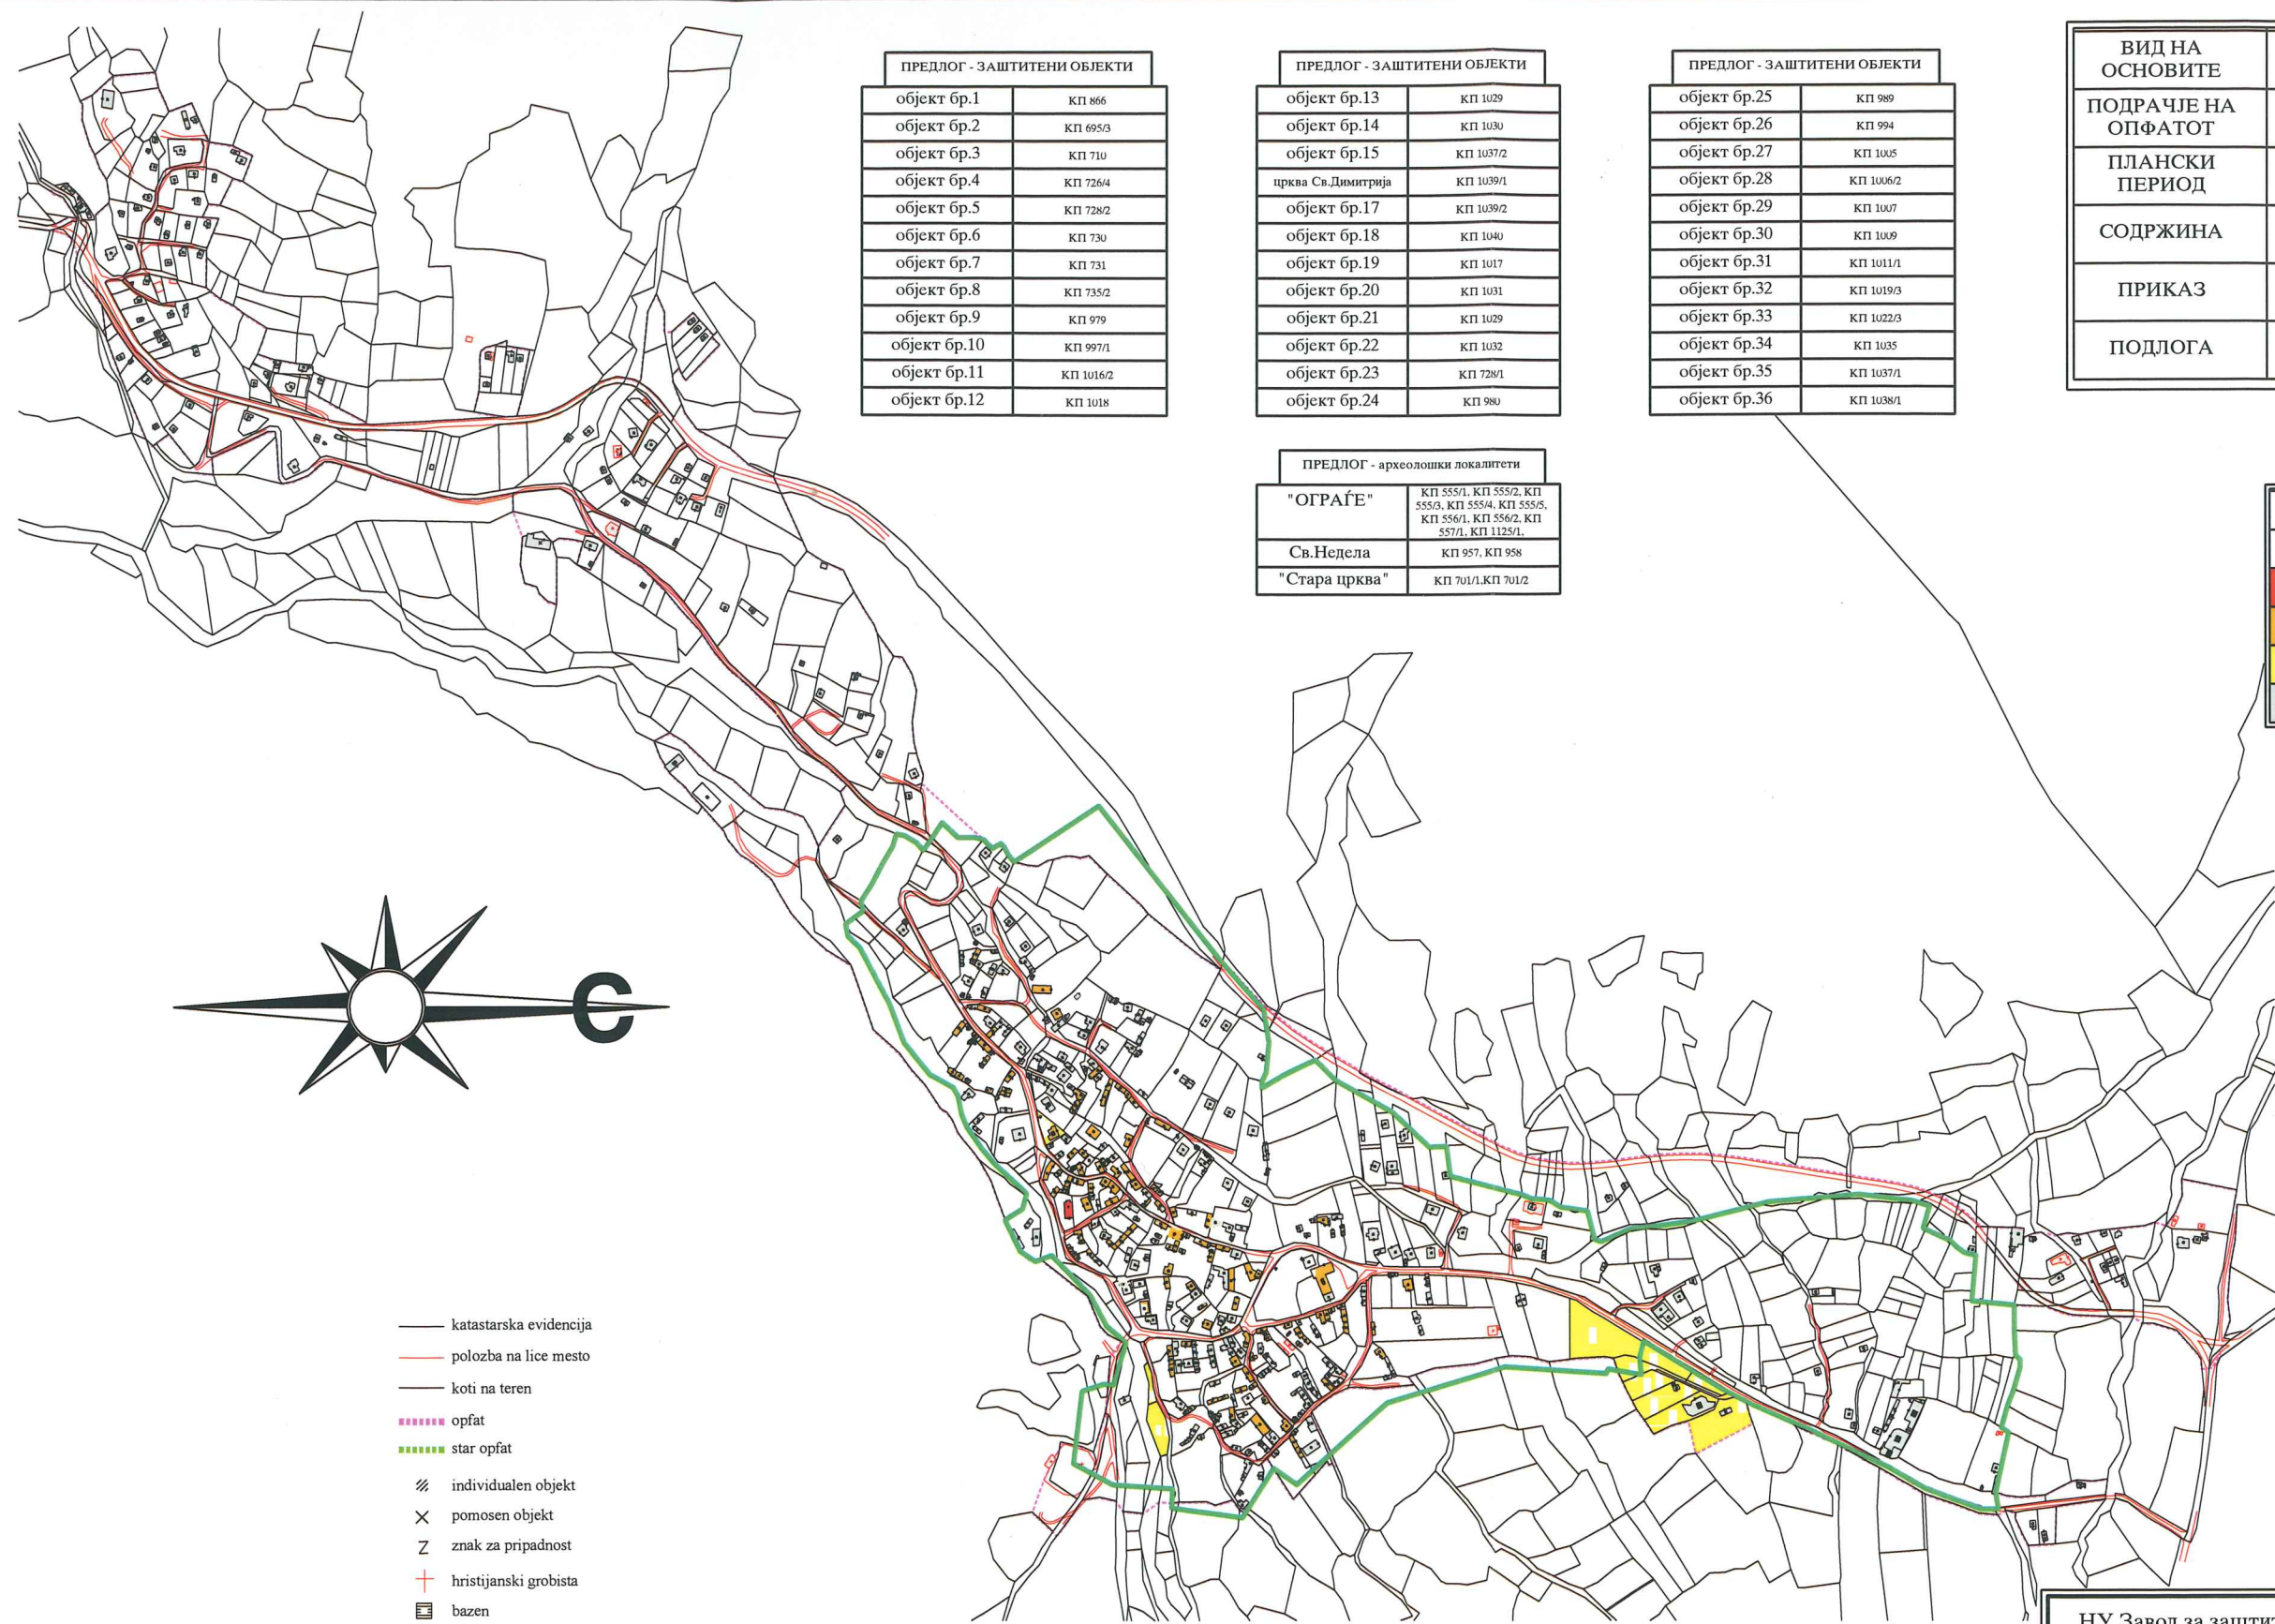 ПРЕДЛОГ - ЗАШТИТЕНИ ОБЈЕКТИ
објект бр.1 КП 866
објект бр.2 КП 695/3
објект бр.3 КП 710
објект бр.4 КП 726/4
објект бр.5 КП 728/2
објект бр.6 КП 730
објект бр.7 КП 731
објект бр.8 КП 735/2
објект бр.9 КП 979
објект бр.10 КП 997/1
објект бр.11 КП 1016/2
објект бр.12 КП 1018
ПРЕДЛОГ - ЗАШТИТЕНИ ОБЈЕКТИ
објект бр.13 КП 1029
објект бр.14 КП 1030
објект бр.15 КП 1037/2
црква Св.Димитрија КП 1039/1
објект бр.17 КП 1039/2
објект бр.18 КП 1040
објект бр.19 КП 1017
објект бр.20 КП 1031
објект бр.21 КП 1029
објект бр.22 КП 1032
објект бр.23 КП 728/1
објект бр.24 КП 980
ПРЕДЛОГ - ЗАШТИТЕНИ ОБЈЕКТИ
објект бр.25 КП 989
објект бр.26 КП 994
објект бр.27 КП 1005
објект бр.28 КП 1006/2
објект бр.29 КП 1007
објект бр.30 КП 1009
објект бр.31 КП 1011/1
објект бр.32 КП 1019/3
објект бр.33 КП 1022/3
објект бр.34 КП 1035
објект бр.35 КП 1037/1
објект бр.36 КП 1038/1
ВИД НА
ОСНОВИТЕ
ПОДРАЧЈЕ НА
ОПФАТОТ
ПЛАНСКИ
ПЕРИОД
СОДРЖИНА
ПРИКАЗ
ПОДЛОГА
ПРЕДЛОГ - археолошки локалитети
"ОГРАЃЕ"
КП 555/1, КП 555/2, КП
555/3, КП 555/4, КП 555/5,
КП 556/1, КП 556/2, КП
557/1, КП 1125/1,
Св.Недела КП 957, КП 958
"Стара црква" КП 701/1,КП 701/2
С
katastarska evidencija
polozba na lice mesto
koti na teren
opfat
star opfat
individualen objekt
pomosen objekt
Z znak za pripadnost
hristijanski grobista
bazen
НУ Завод за заштит